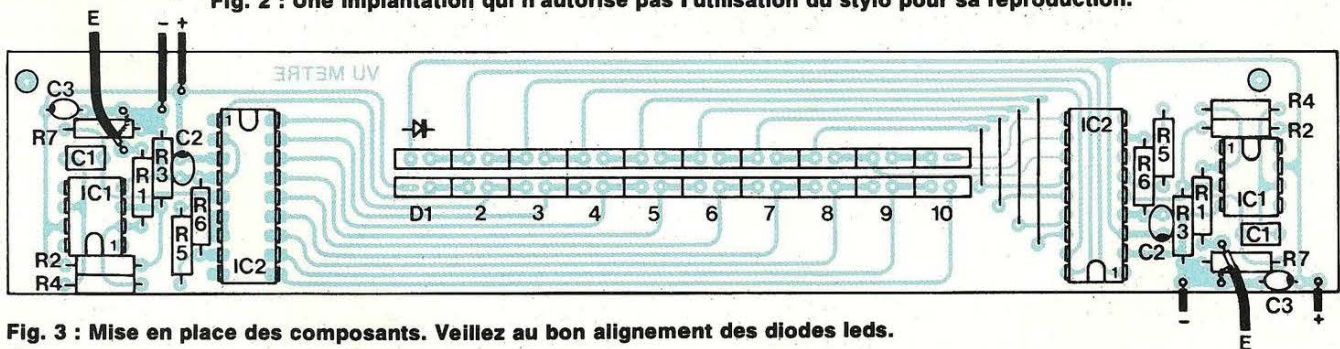 Fig. 2 : Une implantation qui n'autorise pas l'utilisation du stylo pour sa reproduction.
E - +
VU METRE
C3
R7
C2
C1
R1
R3
IC1
1
R6
R5
R2
R4
1
IC2
D1 2 3 4 5 6 7 8 9 10
IC2
1
R5
R6
R4
R2
1
IC1
R1
R3
C2
C1
R7
C3
- E +
Fig. 3 : Mise en place des composants. Veillez au bon alignement des diodes leds.